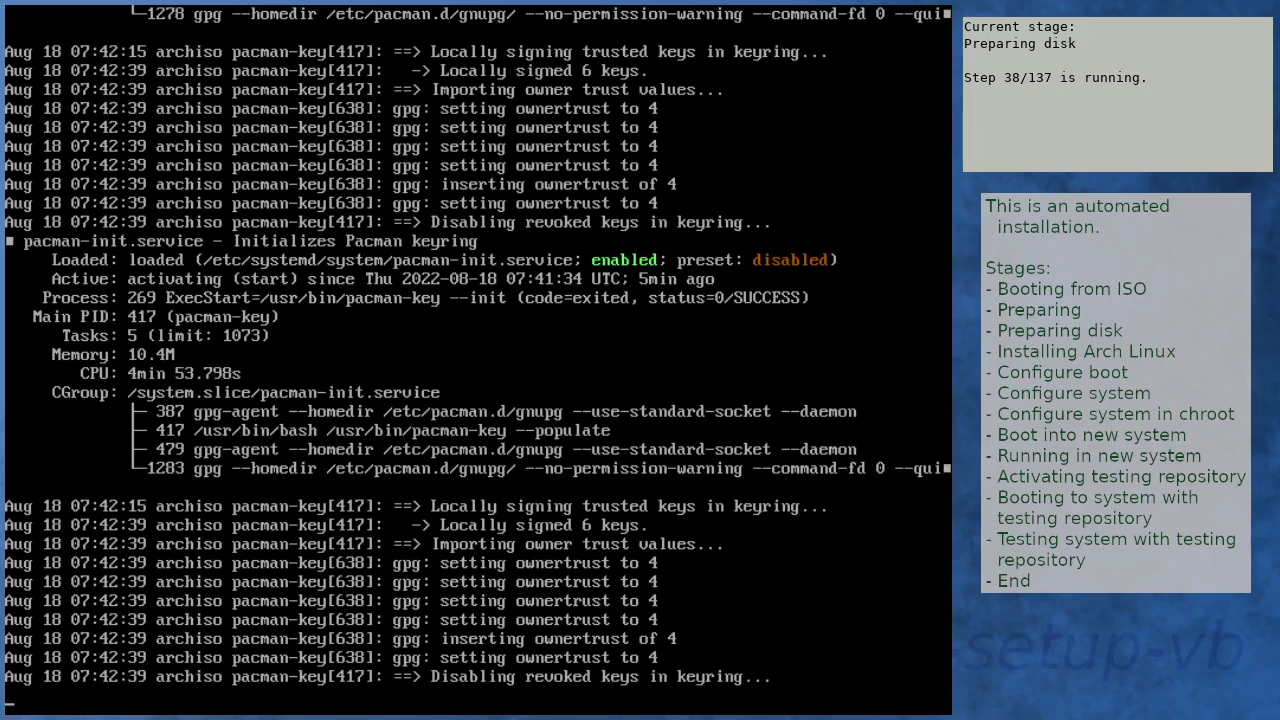 └─1278 gpg --homedir /etc/pacman.d/gnupg/ --no-permission-warning --command-fd 0 --qui
Aug 18 07:42:15 archiso pacman-key[417]: ==> Locally signing trusted keys in keyring...
Aug 18 07:42:39 archiso pacman-key[417]:   -> Locally signed 6 keys.
Aug 18 07:42:39 archiso pacman-key[417]: ==> Importing owner trust values...
Aug 18 07:42:39 archiso pacman-key[638]: gpg: setting ownertrust to 4
Aug 18 07:42:39 archiso pacman-key[638]: gpg: setting ownertrust to 4
Aug 18 07:42:39 archiso pacman-key[638]: gpg: setting ownertrust to 4
Aug 18 07:42:39 archiso pacman-key[638]: gpg: setting ownertrust to 4
Aug 18 07:42:39 archiso pacman-key[638]: gpg: inserting ownertrust of 4
Aug 18 07:42:39 archiso pacman-key[638]: gpg: setting ownertrust to 4
Aug 18 07:42:39 archiso pacman-key[417]: ==> Disabling revoked keys in keyring...
■ pacman-init.service - Initializes Pacman keyring
Loaded: loaded (/etc/systemd/system/pacman-init.service; enabled; preset: disabled)
Active: activating (start) since Thu 2022-08-18 07:41:34 UTC; 5min ago
Process: 269 ExecStart=/usr/bin/pacman-key --init (code=exited, status=0/SUCCESS)
Main PID: 417 (pacman-key)
Tasks: 5 (limit: 1073)
Memory: 10.4M
CPU: 4min 53.798s
CGroup: /system.slice/pacman-init.service
├─ 387 gpg-agent --homedir /etc/pacman.d/gnupg --use-standard-socket --daemon
├─ 417 /usr/bin/bash /usr/bin/pacman-key --populate
├─ 479 gpg-agent --homedir /etc/pacman.d/gnupg --use-standard-socket --daemon
└─1283 gpg --homedir /etc/pacman.d/gnupg/ --no-permission-warning --command-fd 0 --qui
Aug 18 07:42:15 archiso pacman-key[417]: ==> Locally signing trusted keys in keyring...
Aug 18 07:42:39 archiso pacman-key[417]:   -> Locally signed 6 keys.
Aug 18 07:42:39 archiso pacman-key[417]: ==> Importing owner trust values...
Aug 18 07:42:39 archiso pacman-key[638]: gpg: setting ownertrust to 4
Aug 18 07:42:39 archiso pacman-key[638]: gpg: setting ownertrust to 4
Aug 18 07:42:39 archiso pacman-key[638]: gpg: setting ownertrust to 4
Aug 18 07:42:39 archiso pacman-key[638]: gpg: setting ownertrust to 4
Aug 18 07:42:39 archiso pacman-key[638]: gpg: inserting ownertrust of 4
Aug 18 07:42:39 archiso pacman-key[638]: gpg: setting ownertrust to 4
Aug 18 07:42:39 archiso pacman-key[417]: ==> Disabling revoked keys in keyring...
Current stage:
Preparing disk
Step 38/137 is running.
This is an automated
installation.
Stages:
- Booting from ISO
- Preparing
- Preparing disk
- Installing Arch Linux
- Configure boot
- Configure system
- Configure system in chroot
- Boot into new system
- Running in new system
- Activating testing repository
- Booting to system with
testing repository
- Testing system with testing
repository
- End
-setup-vb